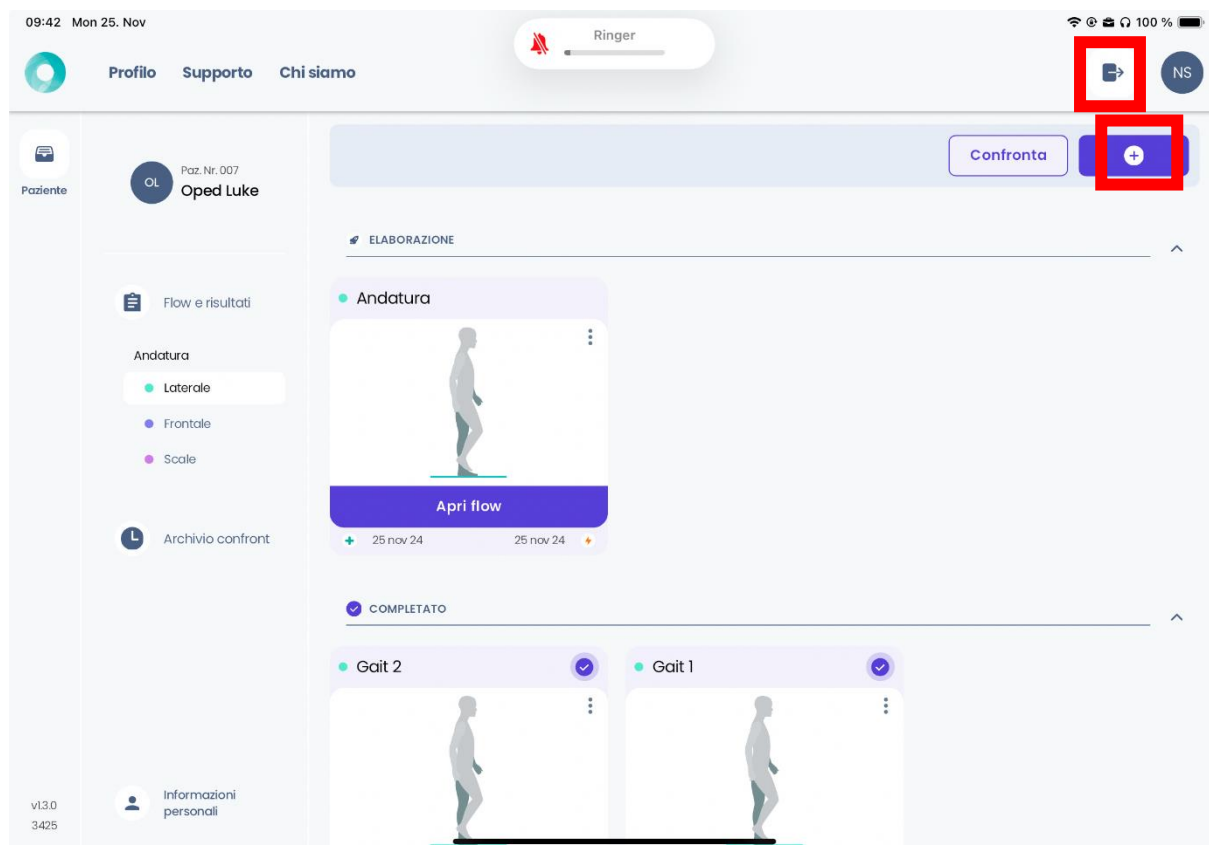 09:42 Mon 25. Nov
Ringer
100 %
Profilo Supporto Chi siamo
NS
Paziente
OL
Paz. Nr. 007
Oped Luke
Confronta
ELABORAZIONE
Flow e risultati
Andatura
Andatura
Laterale
Frontale
Scale
Apri flow
Archivio confront
25 nov 24 25 nov 24
COMPLETATO
Gait 2
Gait 1
Informazioni
personali
v1.3.0
3425